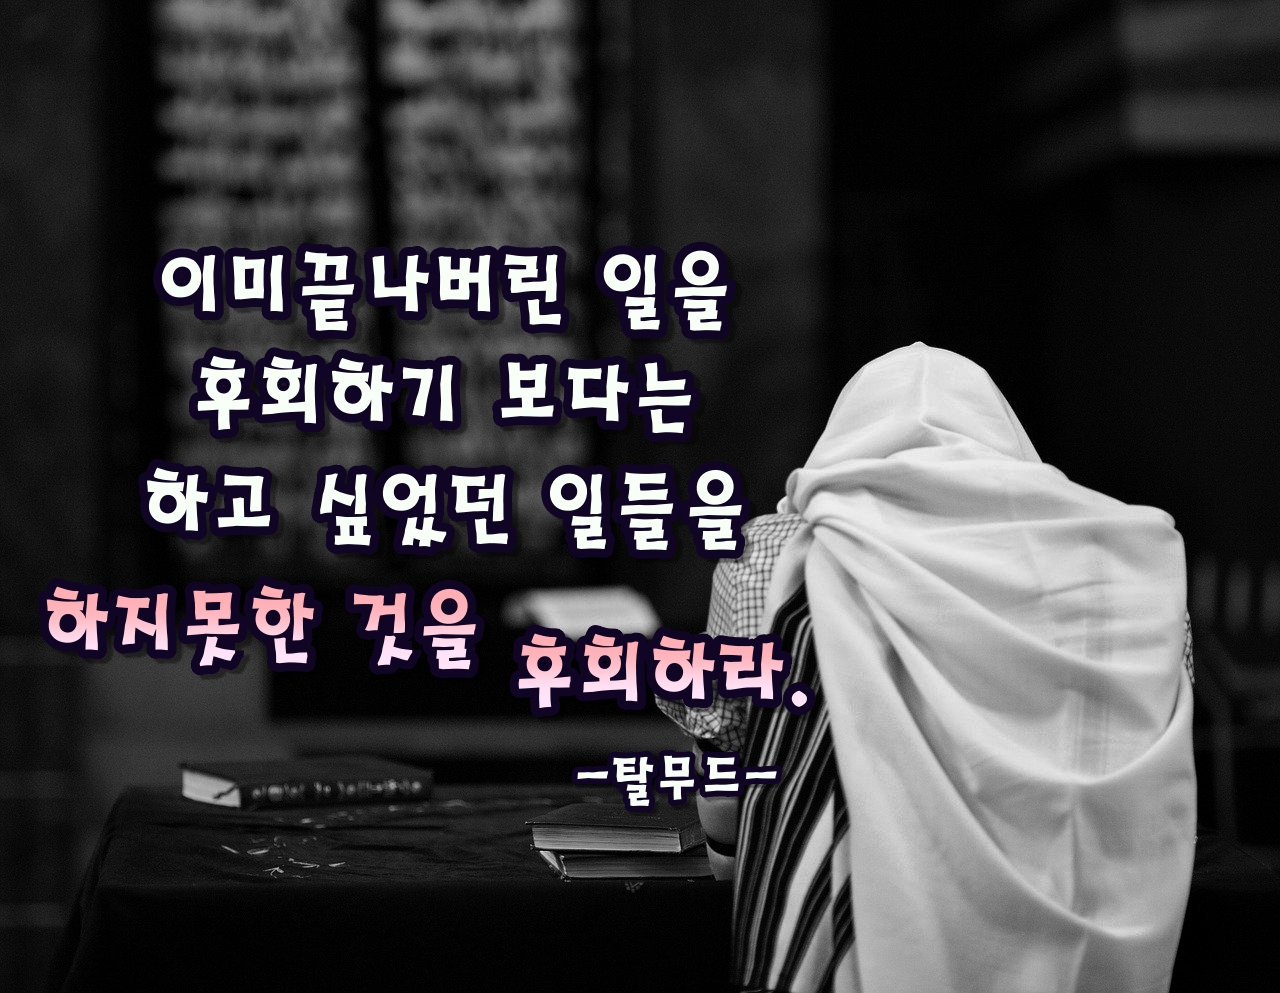 이미끝나버린 일을
후회하기 보다는
하고 싶었던 일들을
하지못한 것을 후회하라.
-탈무드-